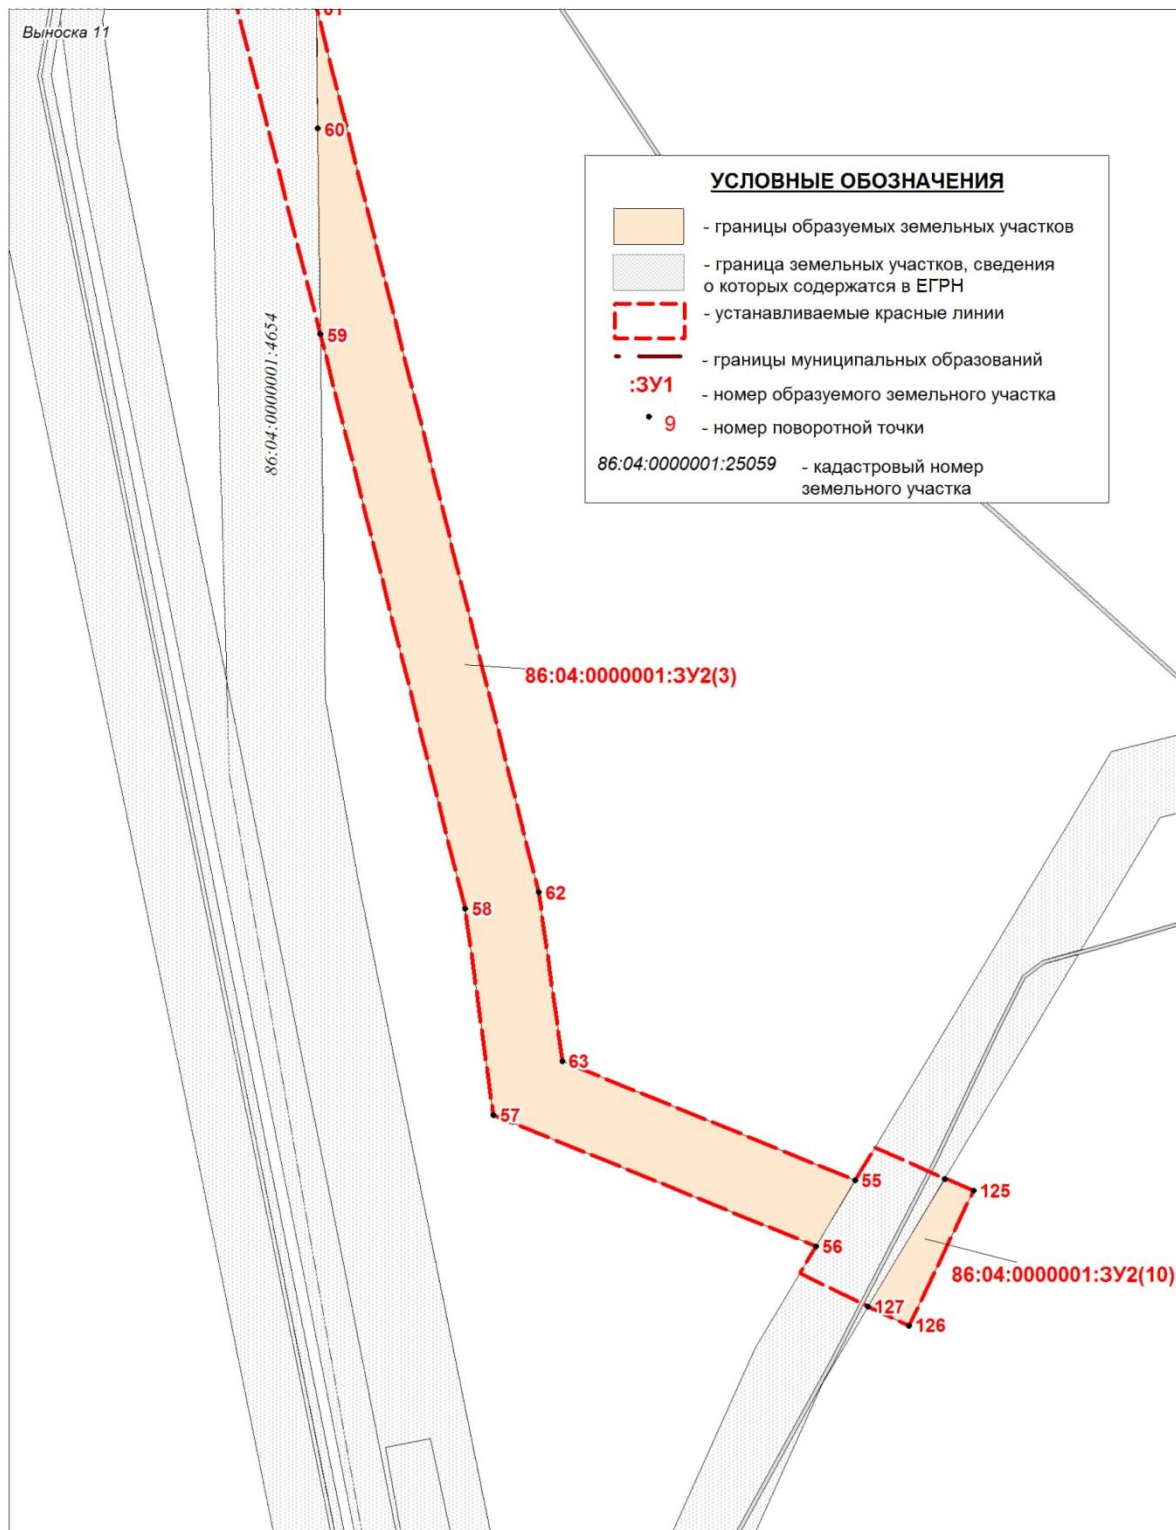 Выноска 11
61
60
УСЛОВНЫЕ ОБОЗНАЧЕНИЯ
- границы образуемых земельных участков
- граница земельных участков, сведения
о которых содержатся в ЕГРН
- устанавливаемые красные линии
- границы муниципальных образований
:ЗУ1 - номер образуемого земельного участка
9 - номер поворотной точки
86:04:0000001:25059 - кадастровый номер
земельного участка
59
86:04:0000001:4654
86:04:0000001:ЗУ2(3)
62
58
63
57
55
125
56
86:04:0000001:ЗУ2(10)
127
126